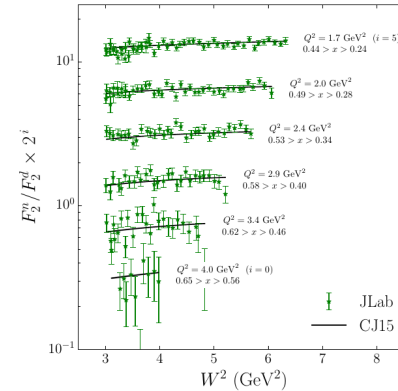 10¹
Q² = 1.7 GeV² (i = 5)
0.44 > x > 0.24
Q² = 2.0 GeV²
0.49 > x > 0.28
Q² = 2.4 GeV²
0.53 > x > 0.34
Q² = 2.9 GeV²
0.58 > x > 0.40
10⁰
Q² = 3.4 GeV²
0.62 > x > 0.46
Q² = 4.0 GeV² (i = 0)
0.65 > x > 0.56
JLab
CJ15
10⁻¹
F₂ⁿ/F₂ᵈ × 2ⁱ
3 4 5 6 7 8
W² (GeV²)